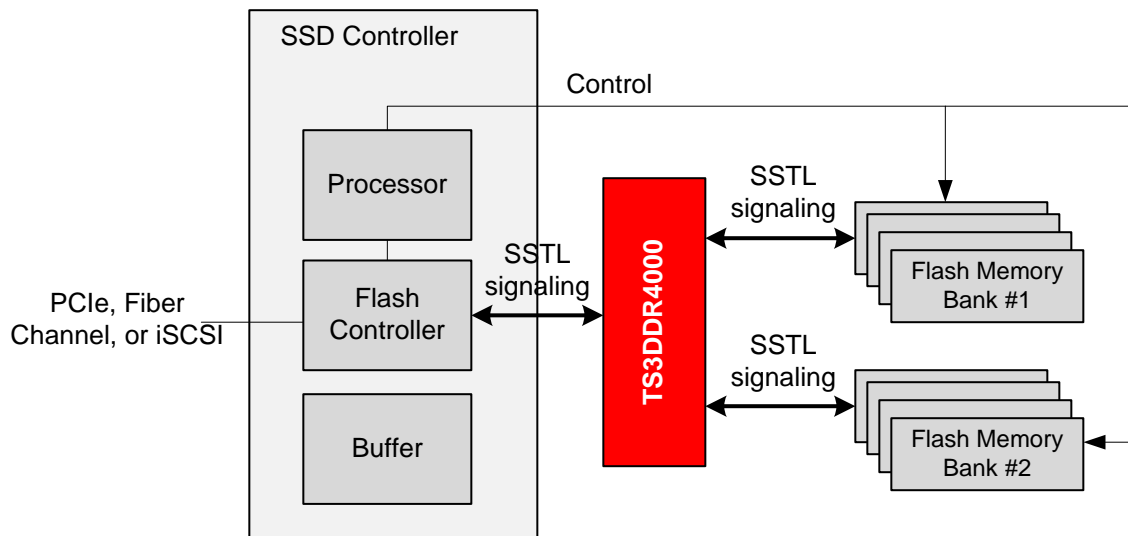 SSD Controller
Control
Processor
SSTL
signaling
SSTL
signaling
Flash Memory
Bank #1
PCIe, Fiber
Channel, or iSCSI
Flash
Controller
TS3DDR4000
SSTL
signaling
Buffer
Flash Memory
Bank #2